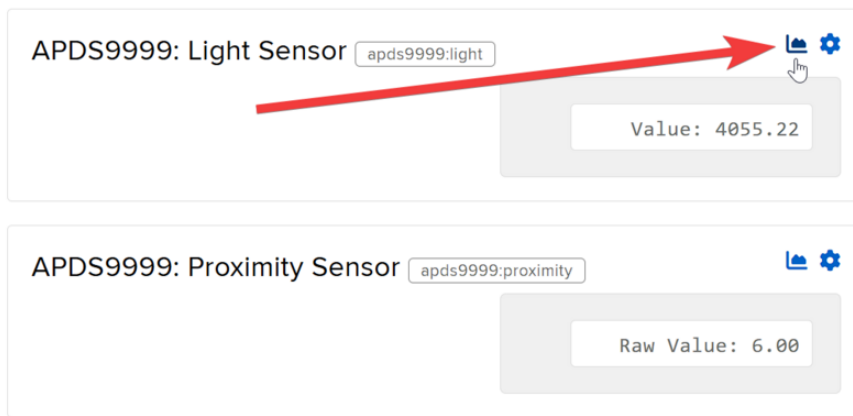 APDS9999: Light Sensor apds9999:light
Value: 4055.22
APDS9999: Proximity Sensor apds9999:proximity
Raw Value: 6.00